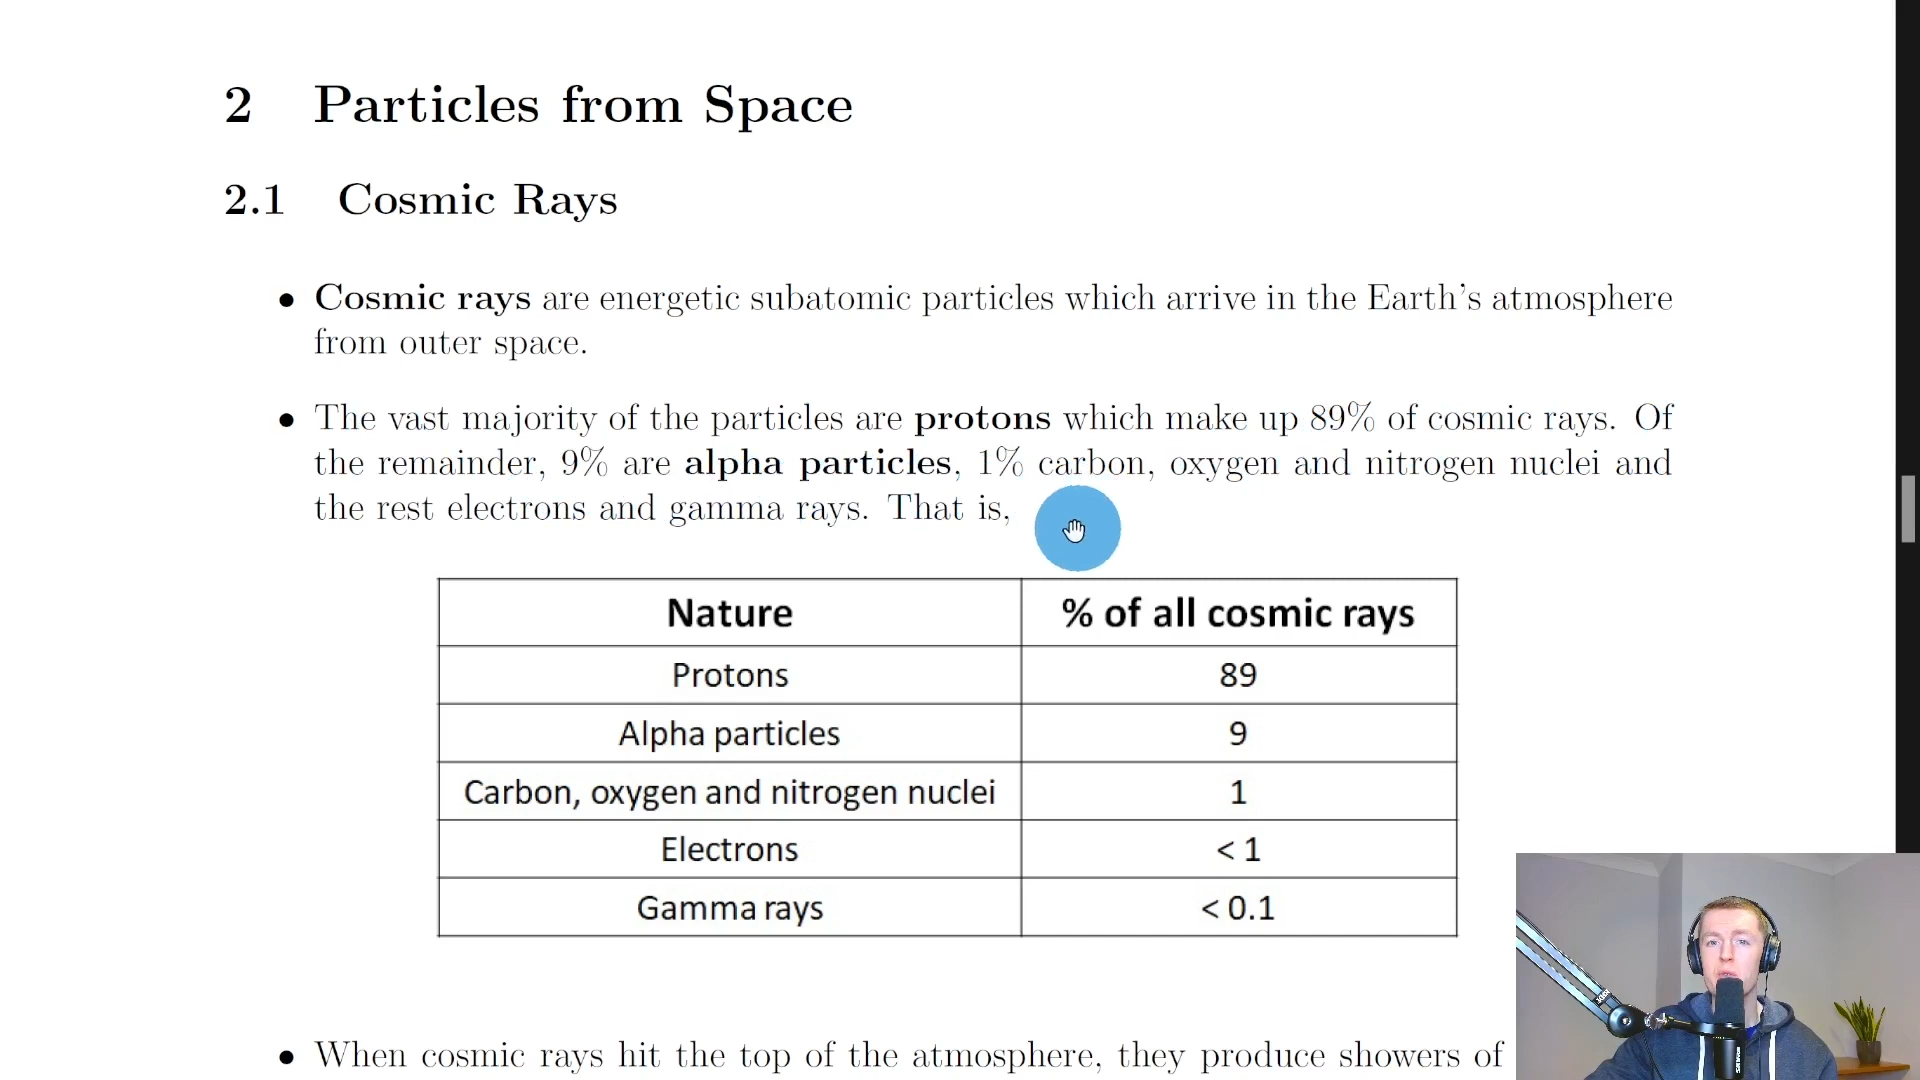 2 Particles from Space
2.1 Cosmic Rays
• Cosmic rays are energetic subatomic particles which arrive in the Earth's atmosphere
from outer space.
• The vast majority of the particles are protons which make up 89% of cosmic rays. Of
the remainder, 9% are alpha particles, 1% carbon, oxygen and nitrogen nuclei and
the rest electrons and gamma rays. That is,
Nature % of all cosmic rays
Protons 89
Alpha particles 9
Carbon, oxygen and nitrogen nuclei 1
Electrons < 1
Gamma rays < 0.1
• When cosmic rays hit the top of the atmosphere, they produce showers of